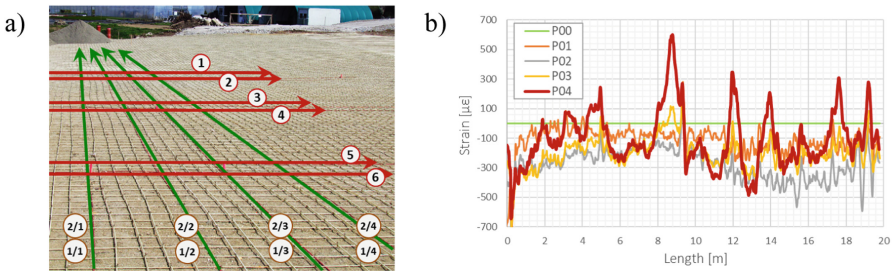 a)
1
2
3
4
5
6
2/1 2/2 2/3 2/4
1/1 1/2 1/3 1/4
b)
700
500
300
100
-100
-300
-500
-700
Strain [µε]
P00
P01
P02
P03
P04
0 2 4 6 8 10 12 14 16 18 20
Length [m]